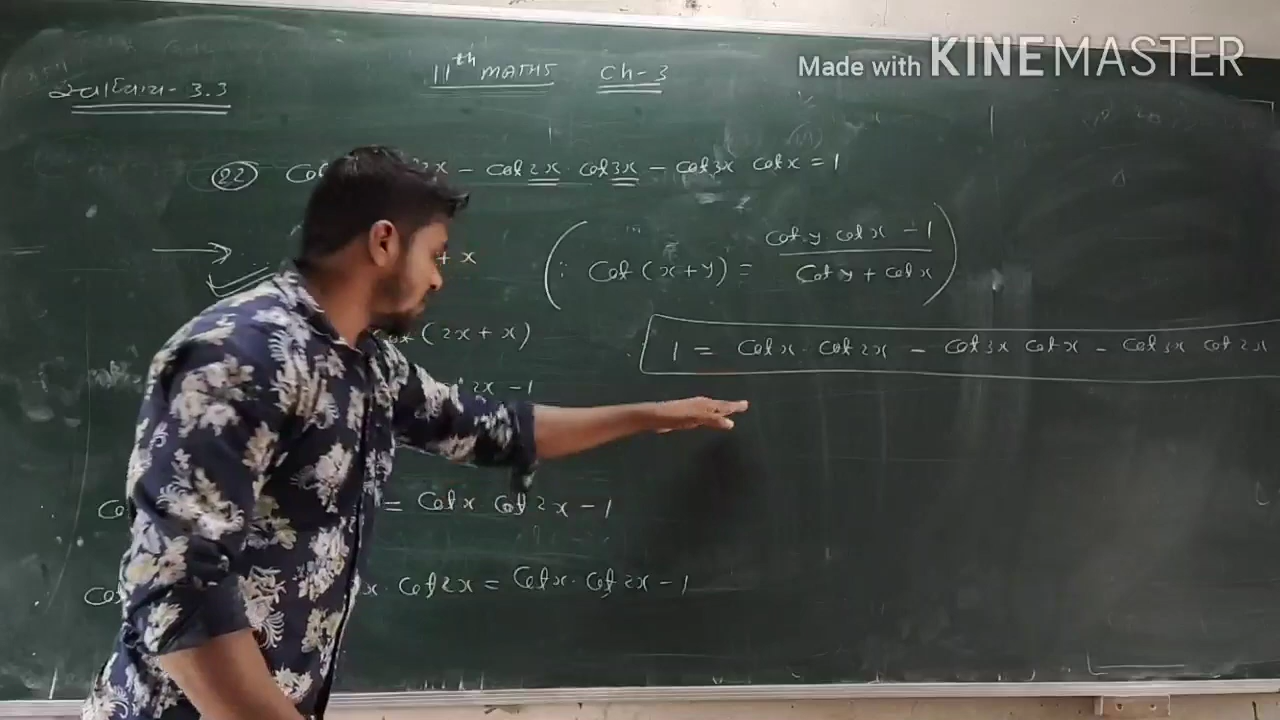 Made with KINEMASTER
11th MATHS Ch-3
સ્વાધ્યાય- 3.3
22 2x - cot 2x · cot 3x - cot 3x cot x = 1
+ x
(∵ cot (x+y) = cot y cot x - 1 / cot y + cot x)
(2x + x)
1 = cot x · cot 2x - cot 3x cot x - cot 3x cot 2x
2x - 1
= cot x cot 2x - 1
· cot 2x = cot x · cot 2x - 1